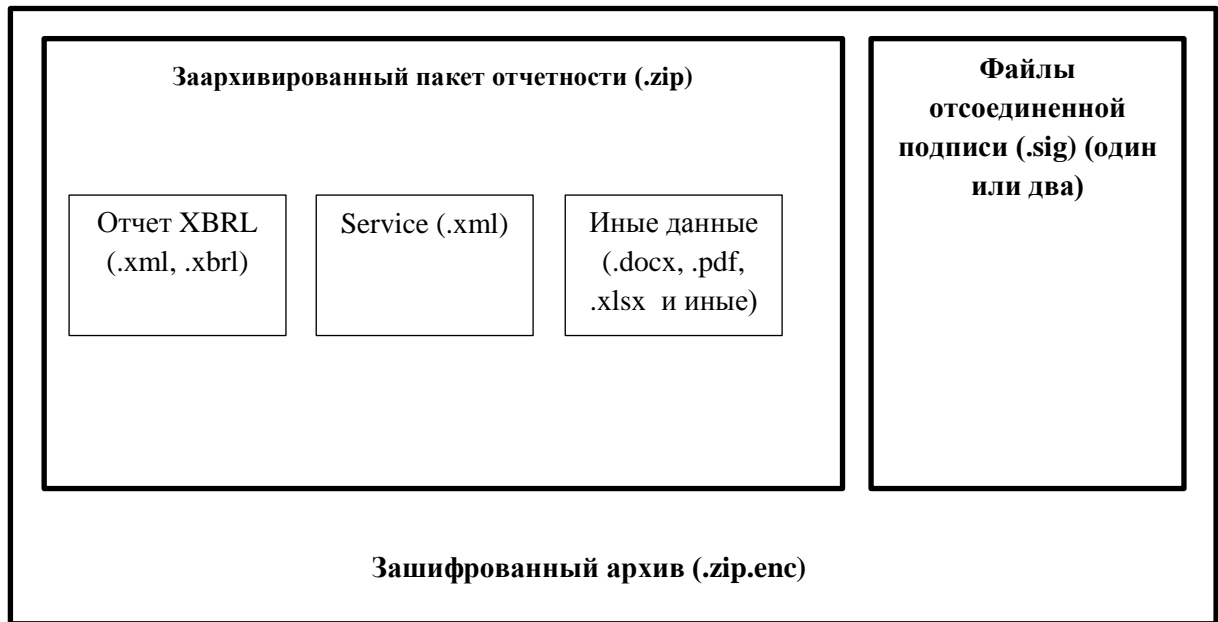 Заархивированный пакет отчетности (.zip)
Отчет XBRL
(.xml, .xbrl)
Service (.xml)
Иные данные
(.docx, .pdf,
.xlsx и иные)
Файлы
отсоединенной
подписи (.sig) (один
или два)
Зашифрованный архив (.zip.enc)